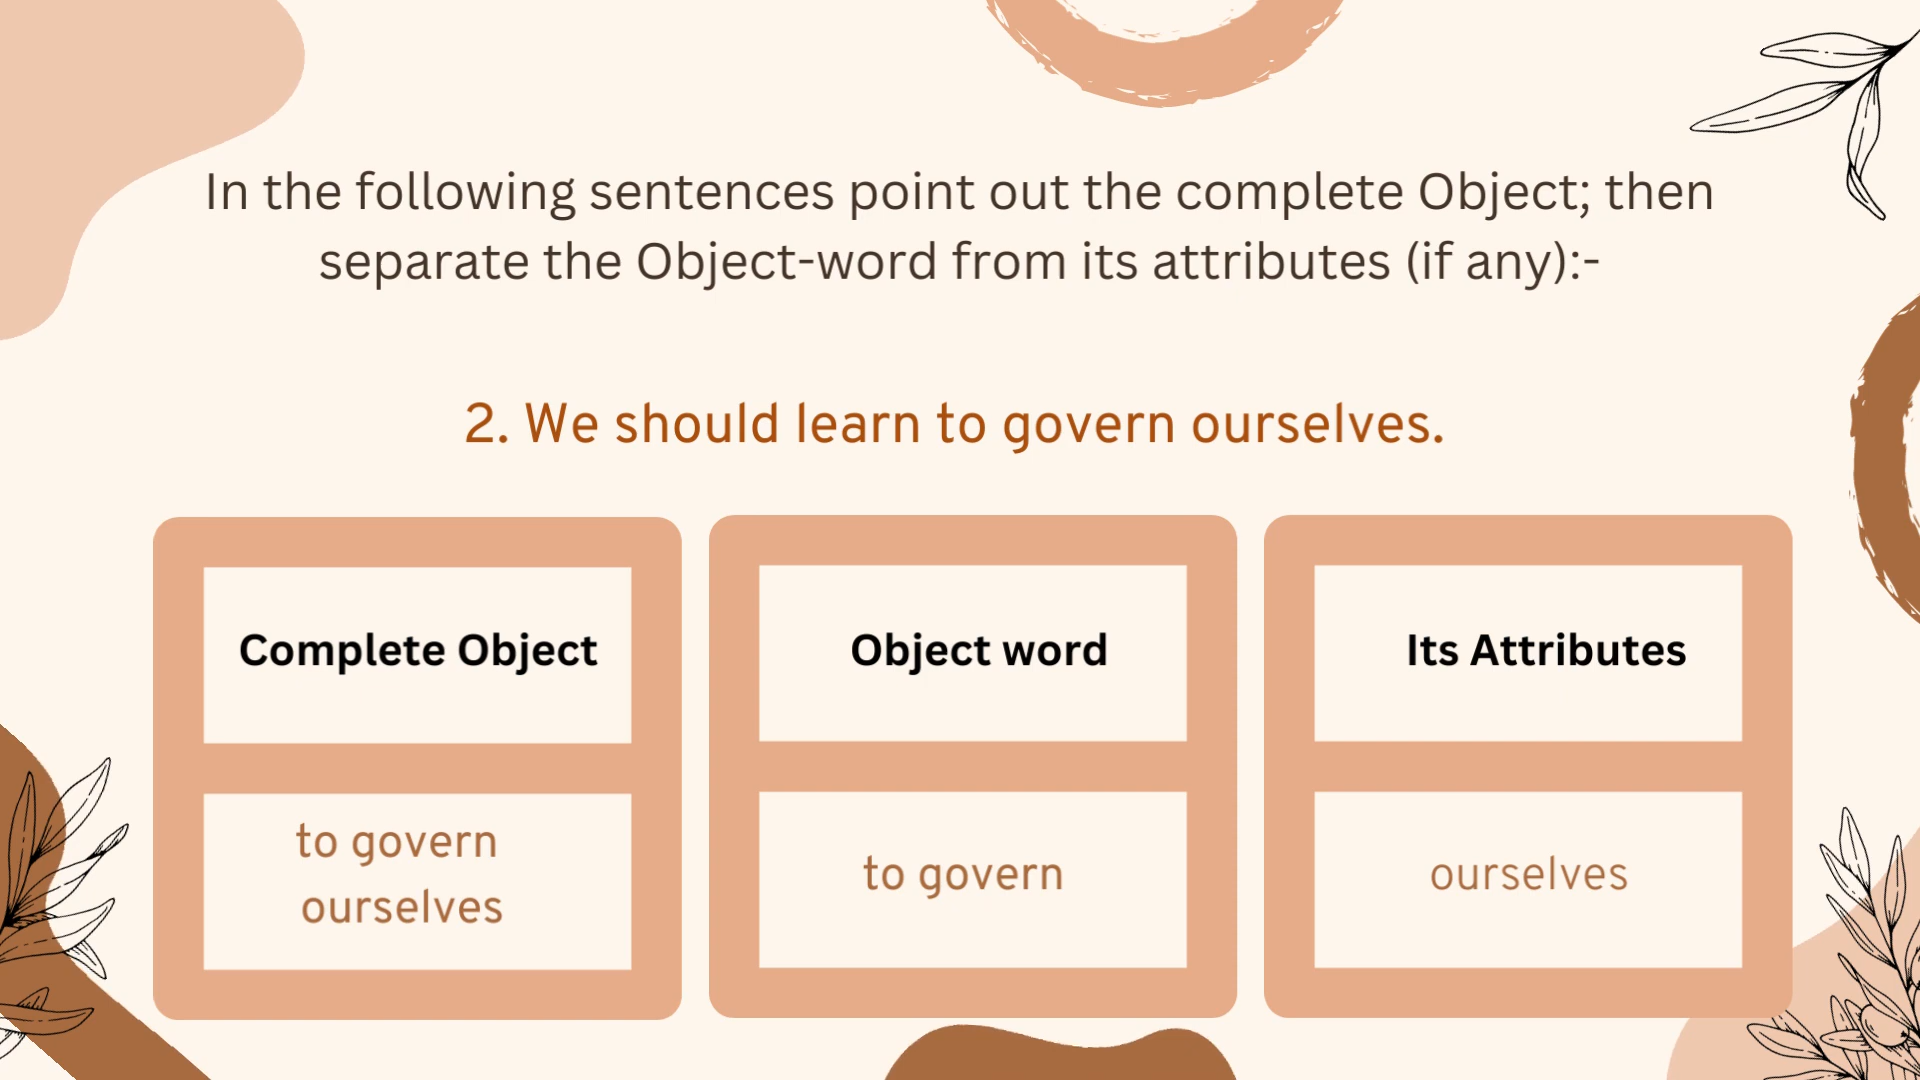 In the following sentences point out the complete Object; then
separate the Object-word from its attributes (if any):-
2. We should learn to govern ourselves.
Complete Object
Object word
Its Attributes
to govern
ourselves
to govern
ourselves